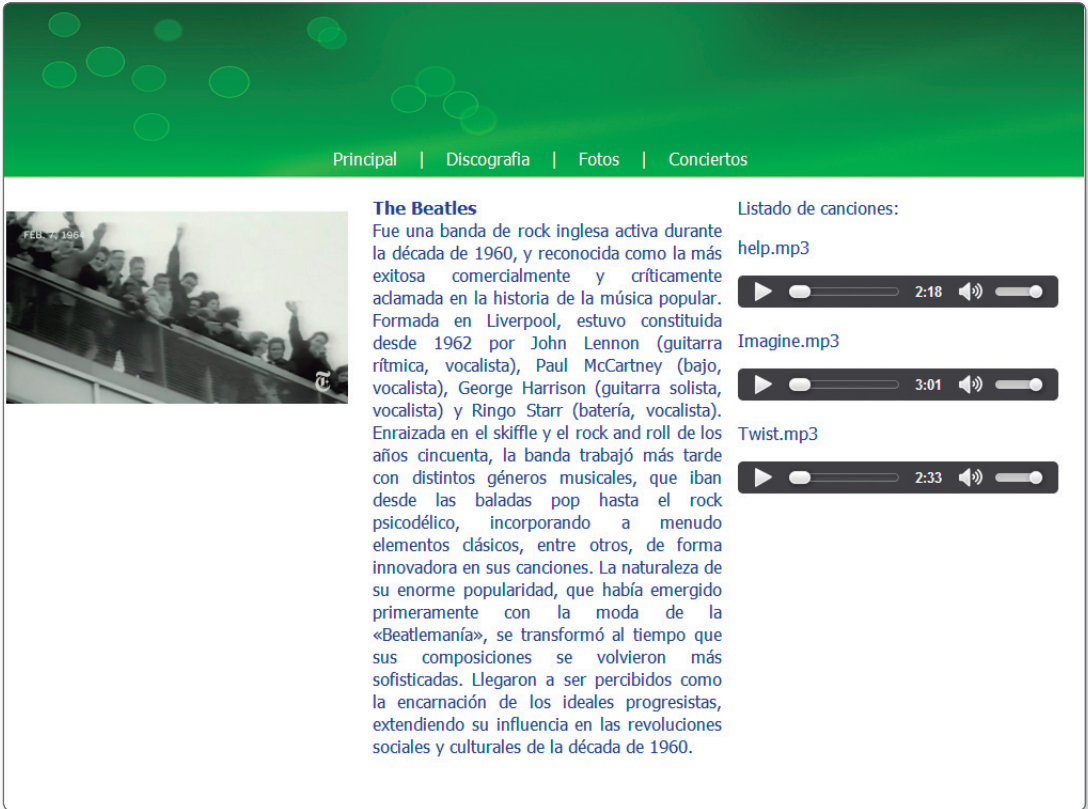 Principal | Discografia | Fotos | Conciertos
FEB. 7, 1964
The Beatles
Fue una banda de rock inglesa activa durante
la década de 1960, y reconocida como la más
exitosa comercialmente y críticamente
aclamada en la historia de la música popular.
Formada en Liverpool, estuvo constituida
desde 1962 por John Lennon (guitarra
rítmica, vocalista), Paul McCartney (bajo,
vocalista), George Harrison (guitarra solista,
vocalista) y Ringo Starr (batería, vocalista).
Enraizada en el skiffle y el rock and roll de los
años cincuenta, la banda trabajó más tarde
con distintos géneros musicales, que iban
desde las baladas pop hasta el rock
psicodélico, incorporando a menudo
elementos clásicos, entre otros, de forma
innovadora en sus canciones. La naturaleza de
su enorme popularidad, que había emergido
primeramente con la moda de la
«Beatlemanía», se transformó al tiempo que
sus composiciones se volvieron más
sofisticadas. Llegaron a ser percibidos como
la encarnación de los ideales progresistas,
extendiendo su influencia en las revoluciones
sociales y culturales de la década de 1960.
Listado de canciones:
help.mp3
2:18
Imagine.mp3
3:01
Twist.mp3
2:33